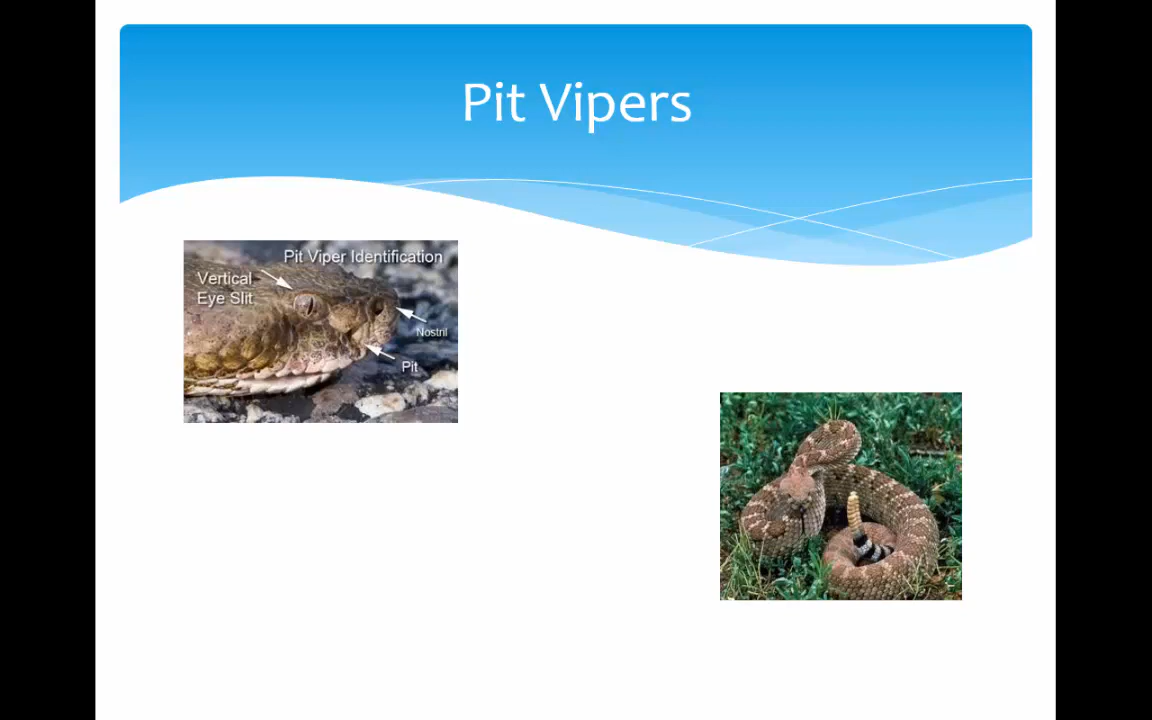 Pit Vipers
Pit Viper Identification
Vertical
Eye Slit
Nostril
Pit